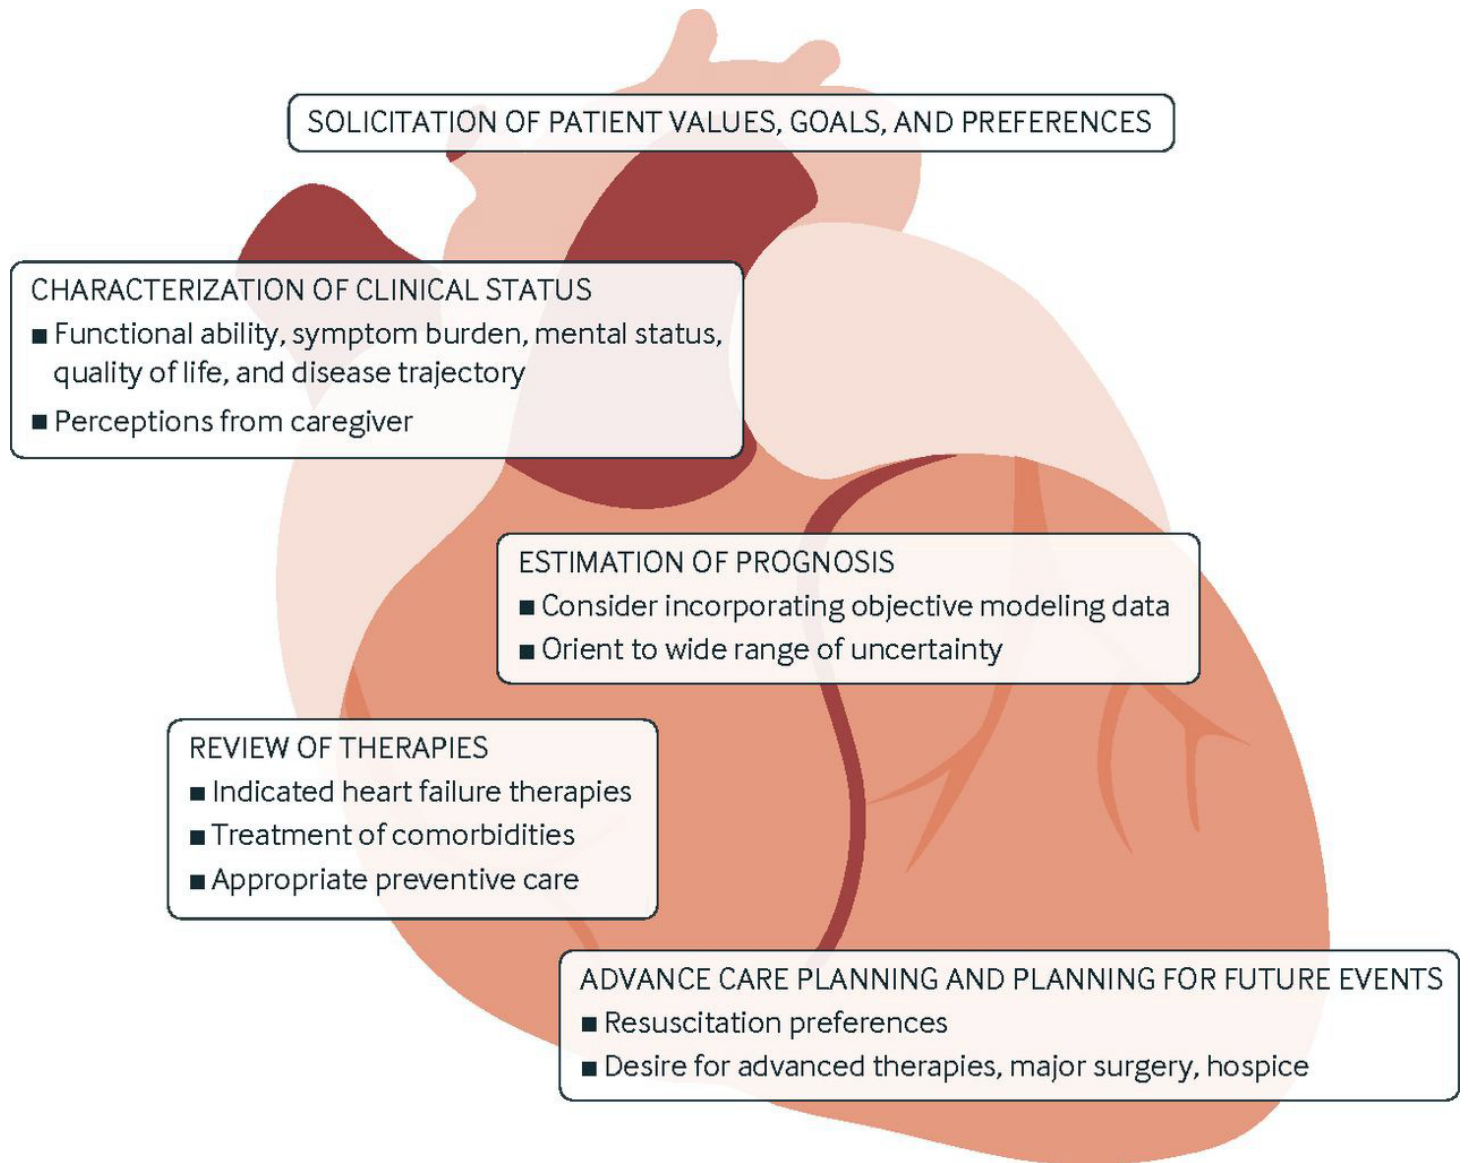 SOLICITATION OF PATIENT VALUES, GOALS, AND PREFERENCES
CHARACTERIZATION OF CLINICAL STATUS
■ Functional ability, symptom burden, mental status,
quality of life, and disease trajectory
■ Perceptions from caregiver
ESTIMATION OF PROGNOSIS
■ Consider incorporating objective modeling data
■ Orient to wide range of uncertainty
REVIEW OF THERAPIES
■ Indicated heart failure therapies
■ Treatment of comorbidities
■ Appropriate preventive care
ADVANCE CARE PLANNING AND PLANNING FOR FUTURE EVENTS
■ Resuscitation preferences
■ Desire for advanced therapies, major surgery, hospice